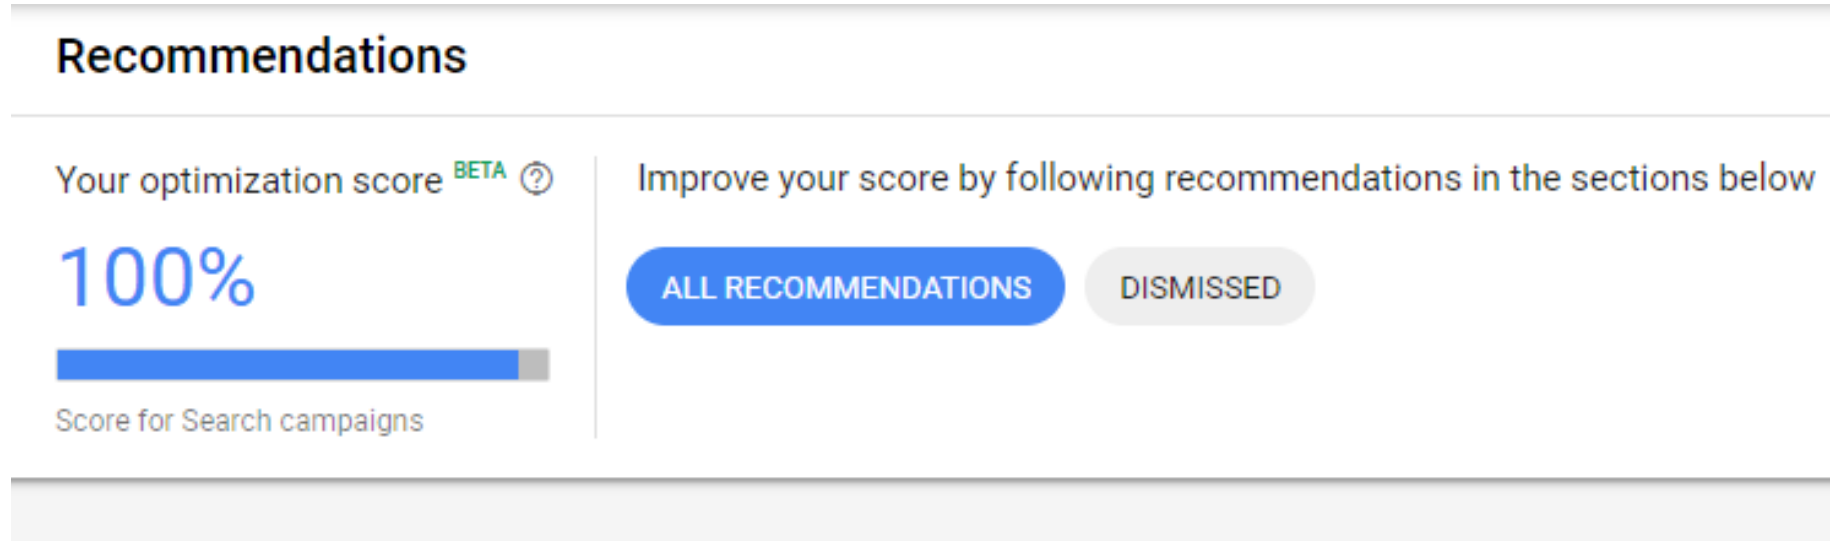 Recommendations
Your optimization score BETA ?
100%
Score for Search campaigns
Improve your score by following recommendations in the sections below
ALL RECOMMENDATIONS
DISMISSED